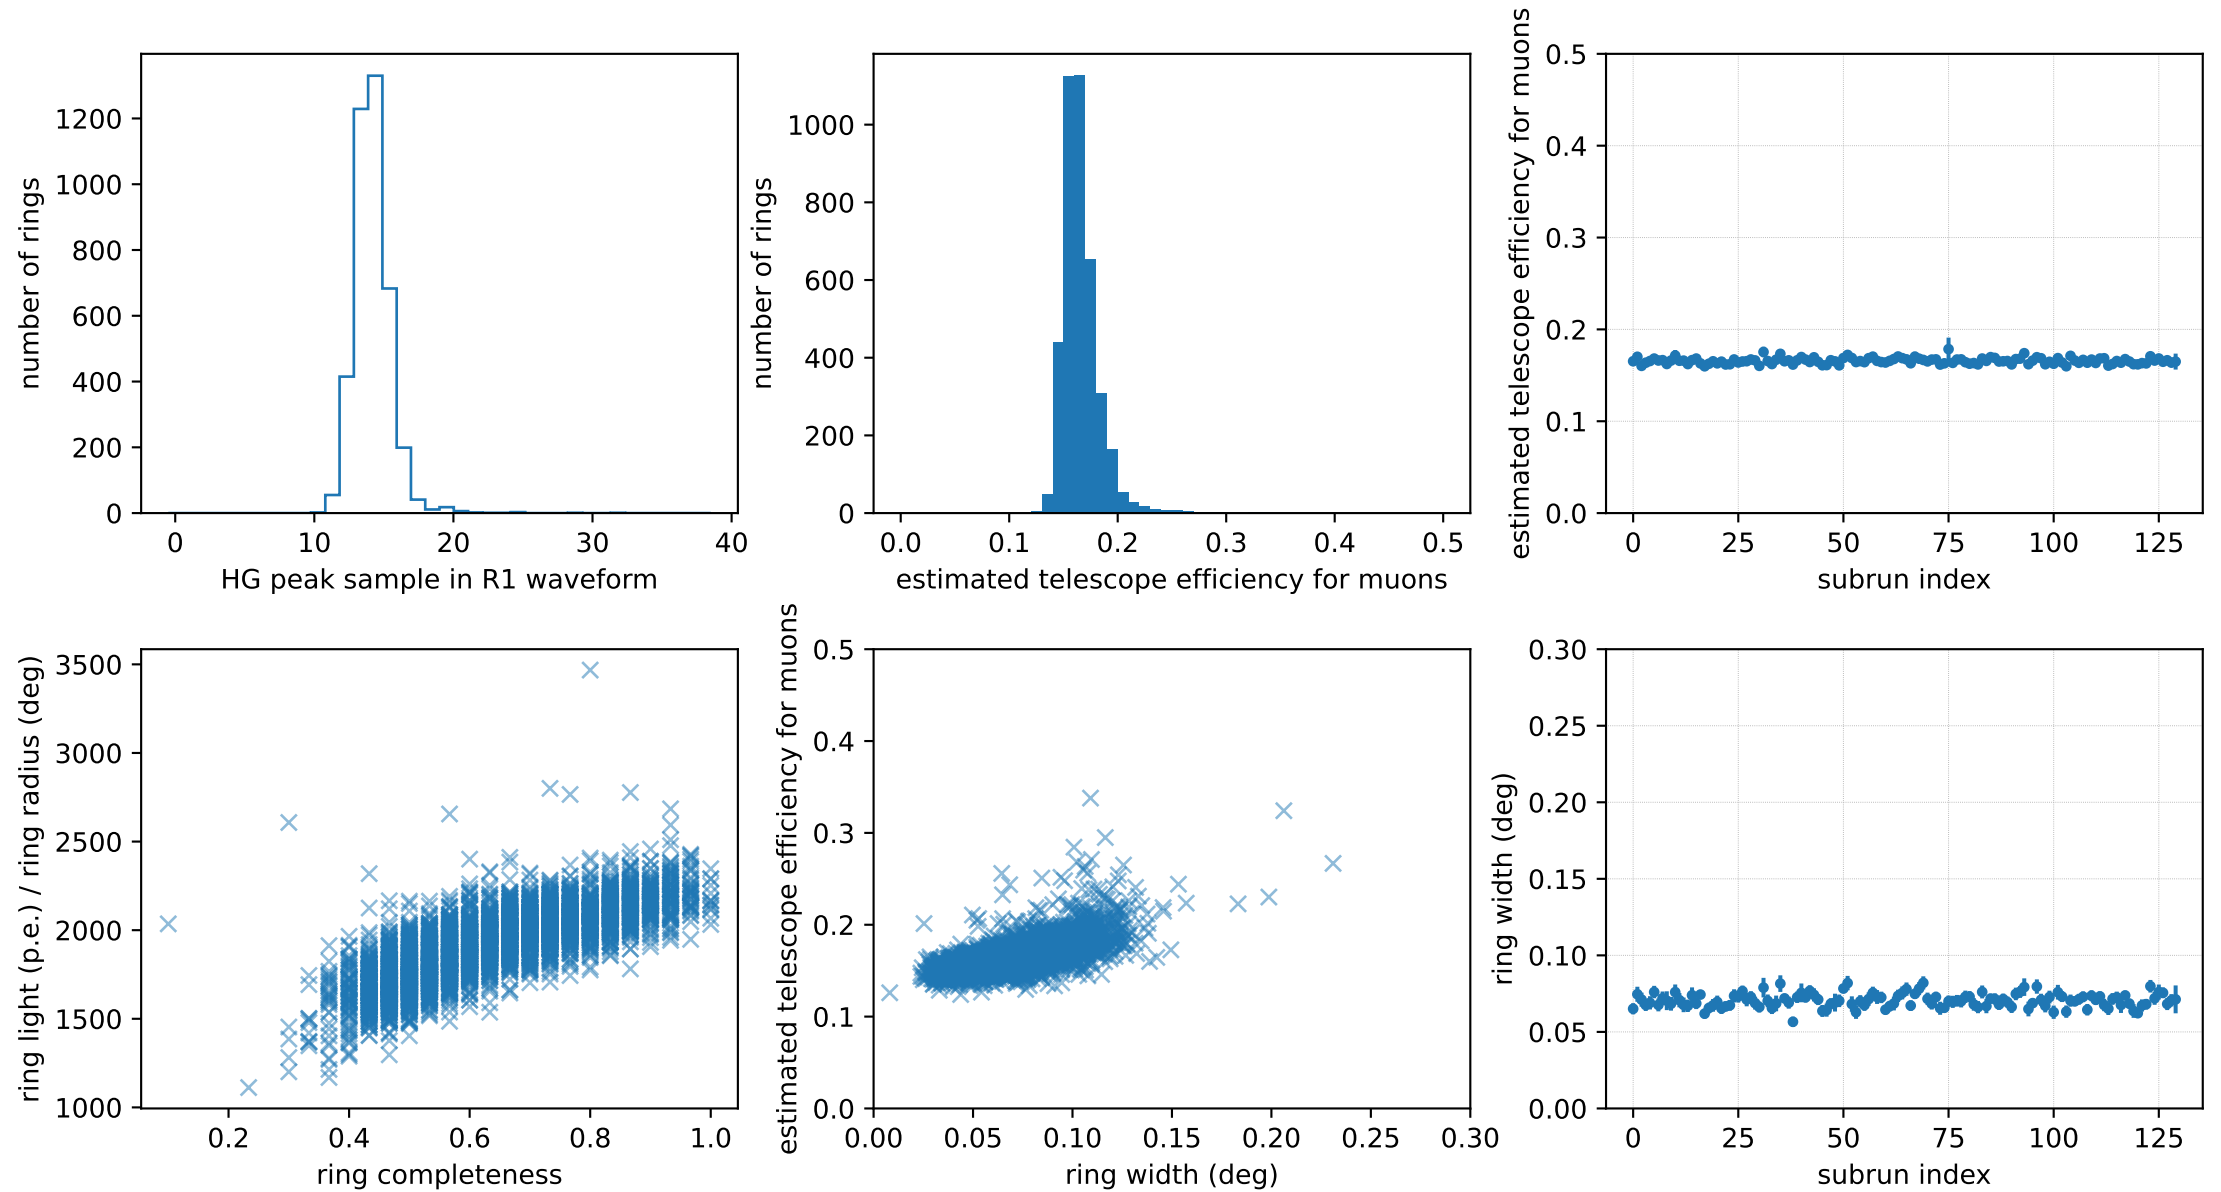 number of rings
1200
1000
800
600
400
200
0
0 10 20 30 40
HG peak sample in R1 waveform
number of rings
1000
800
600
400
200
0
0.0 0.1 0.2 0.3 0.4 0.5
estimated telescope efficiency for muons
estimated telescope efficiency for muons
0.5
0.4
0.3
0.2
0.1
0.0
0 25 50 75 100 125
subrun index
ring light (p.e.) / ring radius (deg)
3500
3000
2500
2000
1500
1000
0.2 0.4 0.6 0.8 1.0
ring completeness
estimated telescope efficiency for muons
0.5
0.4
0.3
0.2
0.1
0.0
0.00 0.05 0.10 0.15 0.20 0.25 0.30
ring width (deg)
ring width (deg)
0.30
0.25
0.20
0.15
0.10
0.05
0.00
0 25 50 75 100 125
subrun index